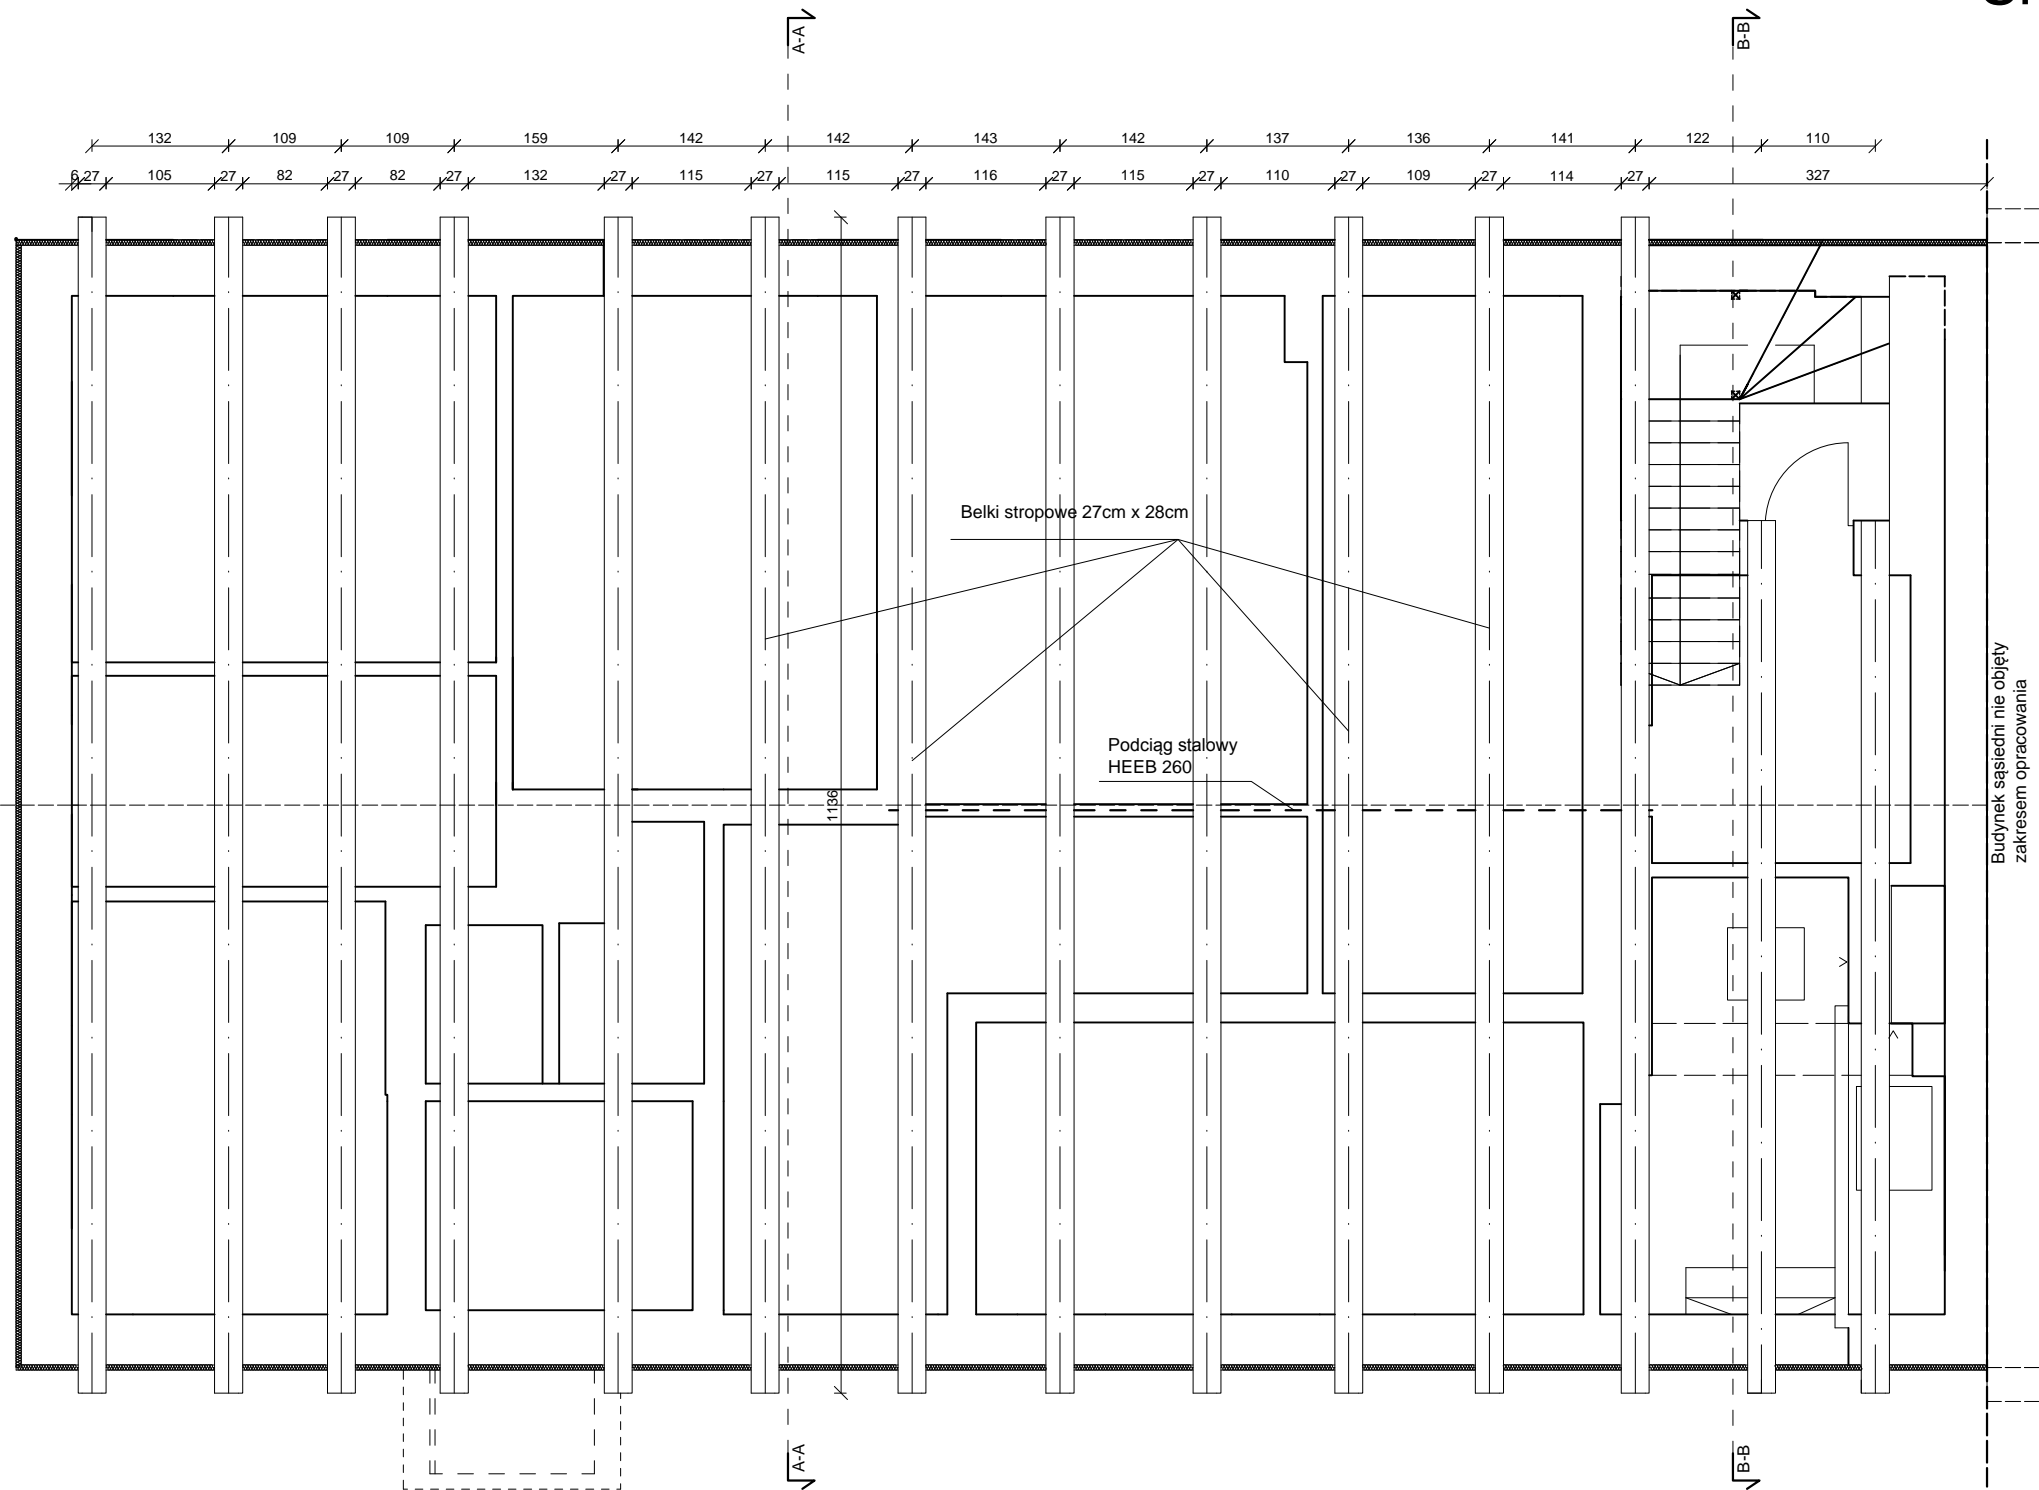 A-A
B-B
132 109 109 159 142 142 143 142 137 136 141 122 110
6 27 105 27 82 27 82 27 132 27 115 27 115 27 116 27 115 27 110 27 109 27 114 27 327
Belki stropowe 27cm x 28cm
Podciąg stalowy
HEEB 260
1136
Budynek sąsiedni nie objęty
zakresem opracowania
A-A
B-B